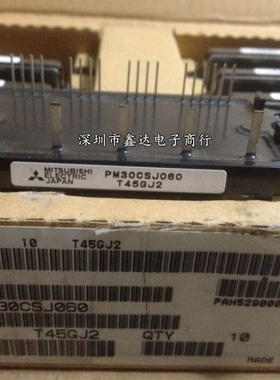 深圳市鑫达电子商行
MITSUBISHI
ELECTRIC
JAPAN
PM30CSJ060
T45GJ2
10 T45GJ2
30CSJ060
PAH529000
T45GJ2 QTY 10
MADE